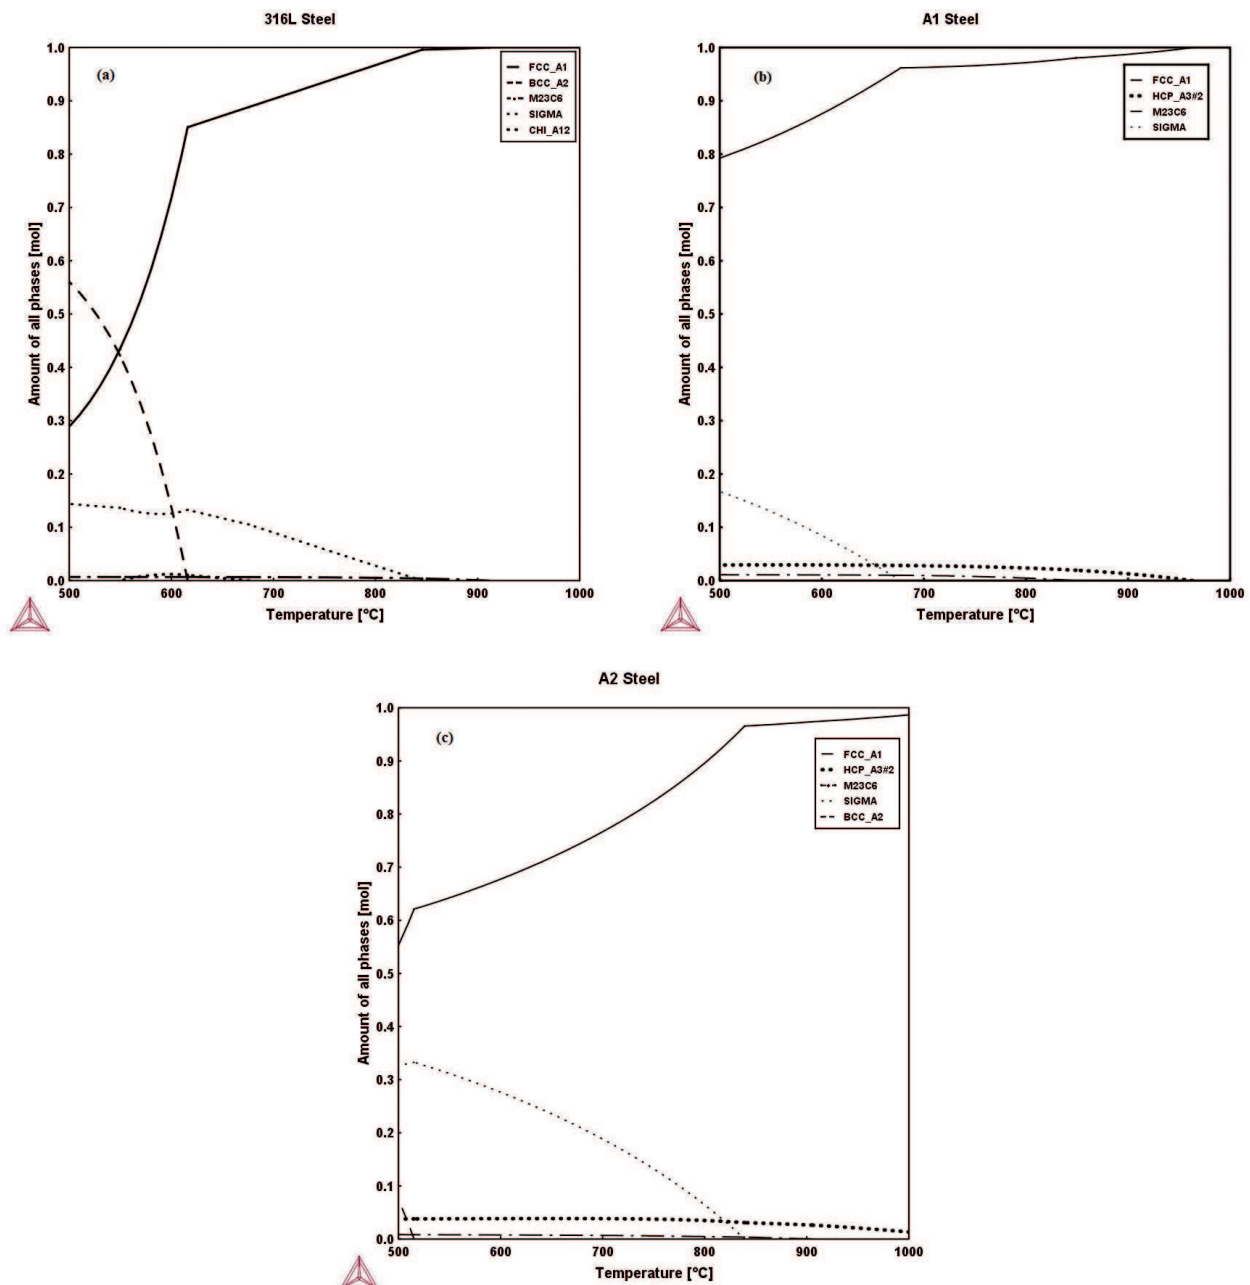 316L Steel
(a)
FCC_A1
BCC_A2
M23C6
SIGMA
CHI_A12
1.0
0.9
0.8
0.7
0.6
0.5
0.4
0.3
0.2
0.1
0.0
Amount of all phases [mol]
500 600 700 800 900 1000
Temperature [°C]
A1 Steel
(b)
FCC_A1
HCP_A3#2
M23C6
SIGMA
1.0
0.9
0.8
0.7
0.6
0.5
0.4
0.3
0.2
0.1
0.0
Amount of all phases [mol]
500 600 700 800 900 1000
Temperature [°C]
A2 Steel
(c)
FCC_A1
HCP_A3#2
M23C6
SIGMA
BCC_A2
1.0
0.9
0.8
0.7
0.6
0.5
0.4
0.3
0.2
0.1
0.0
Amount of all phases [mol]
500 600 700 800 900 1000
Temperature [°C]